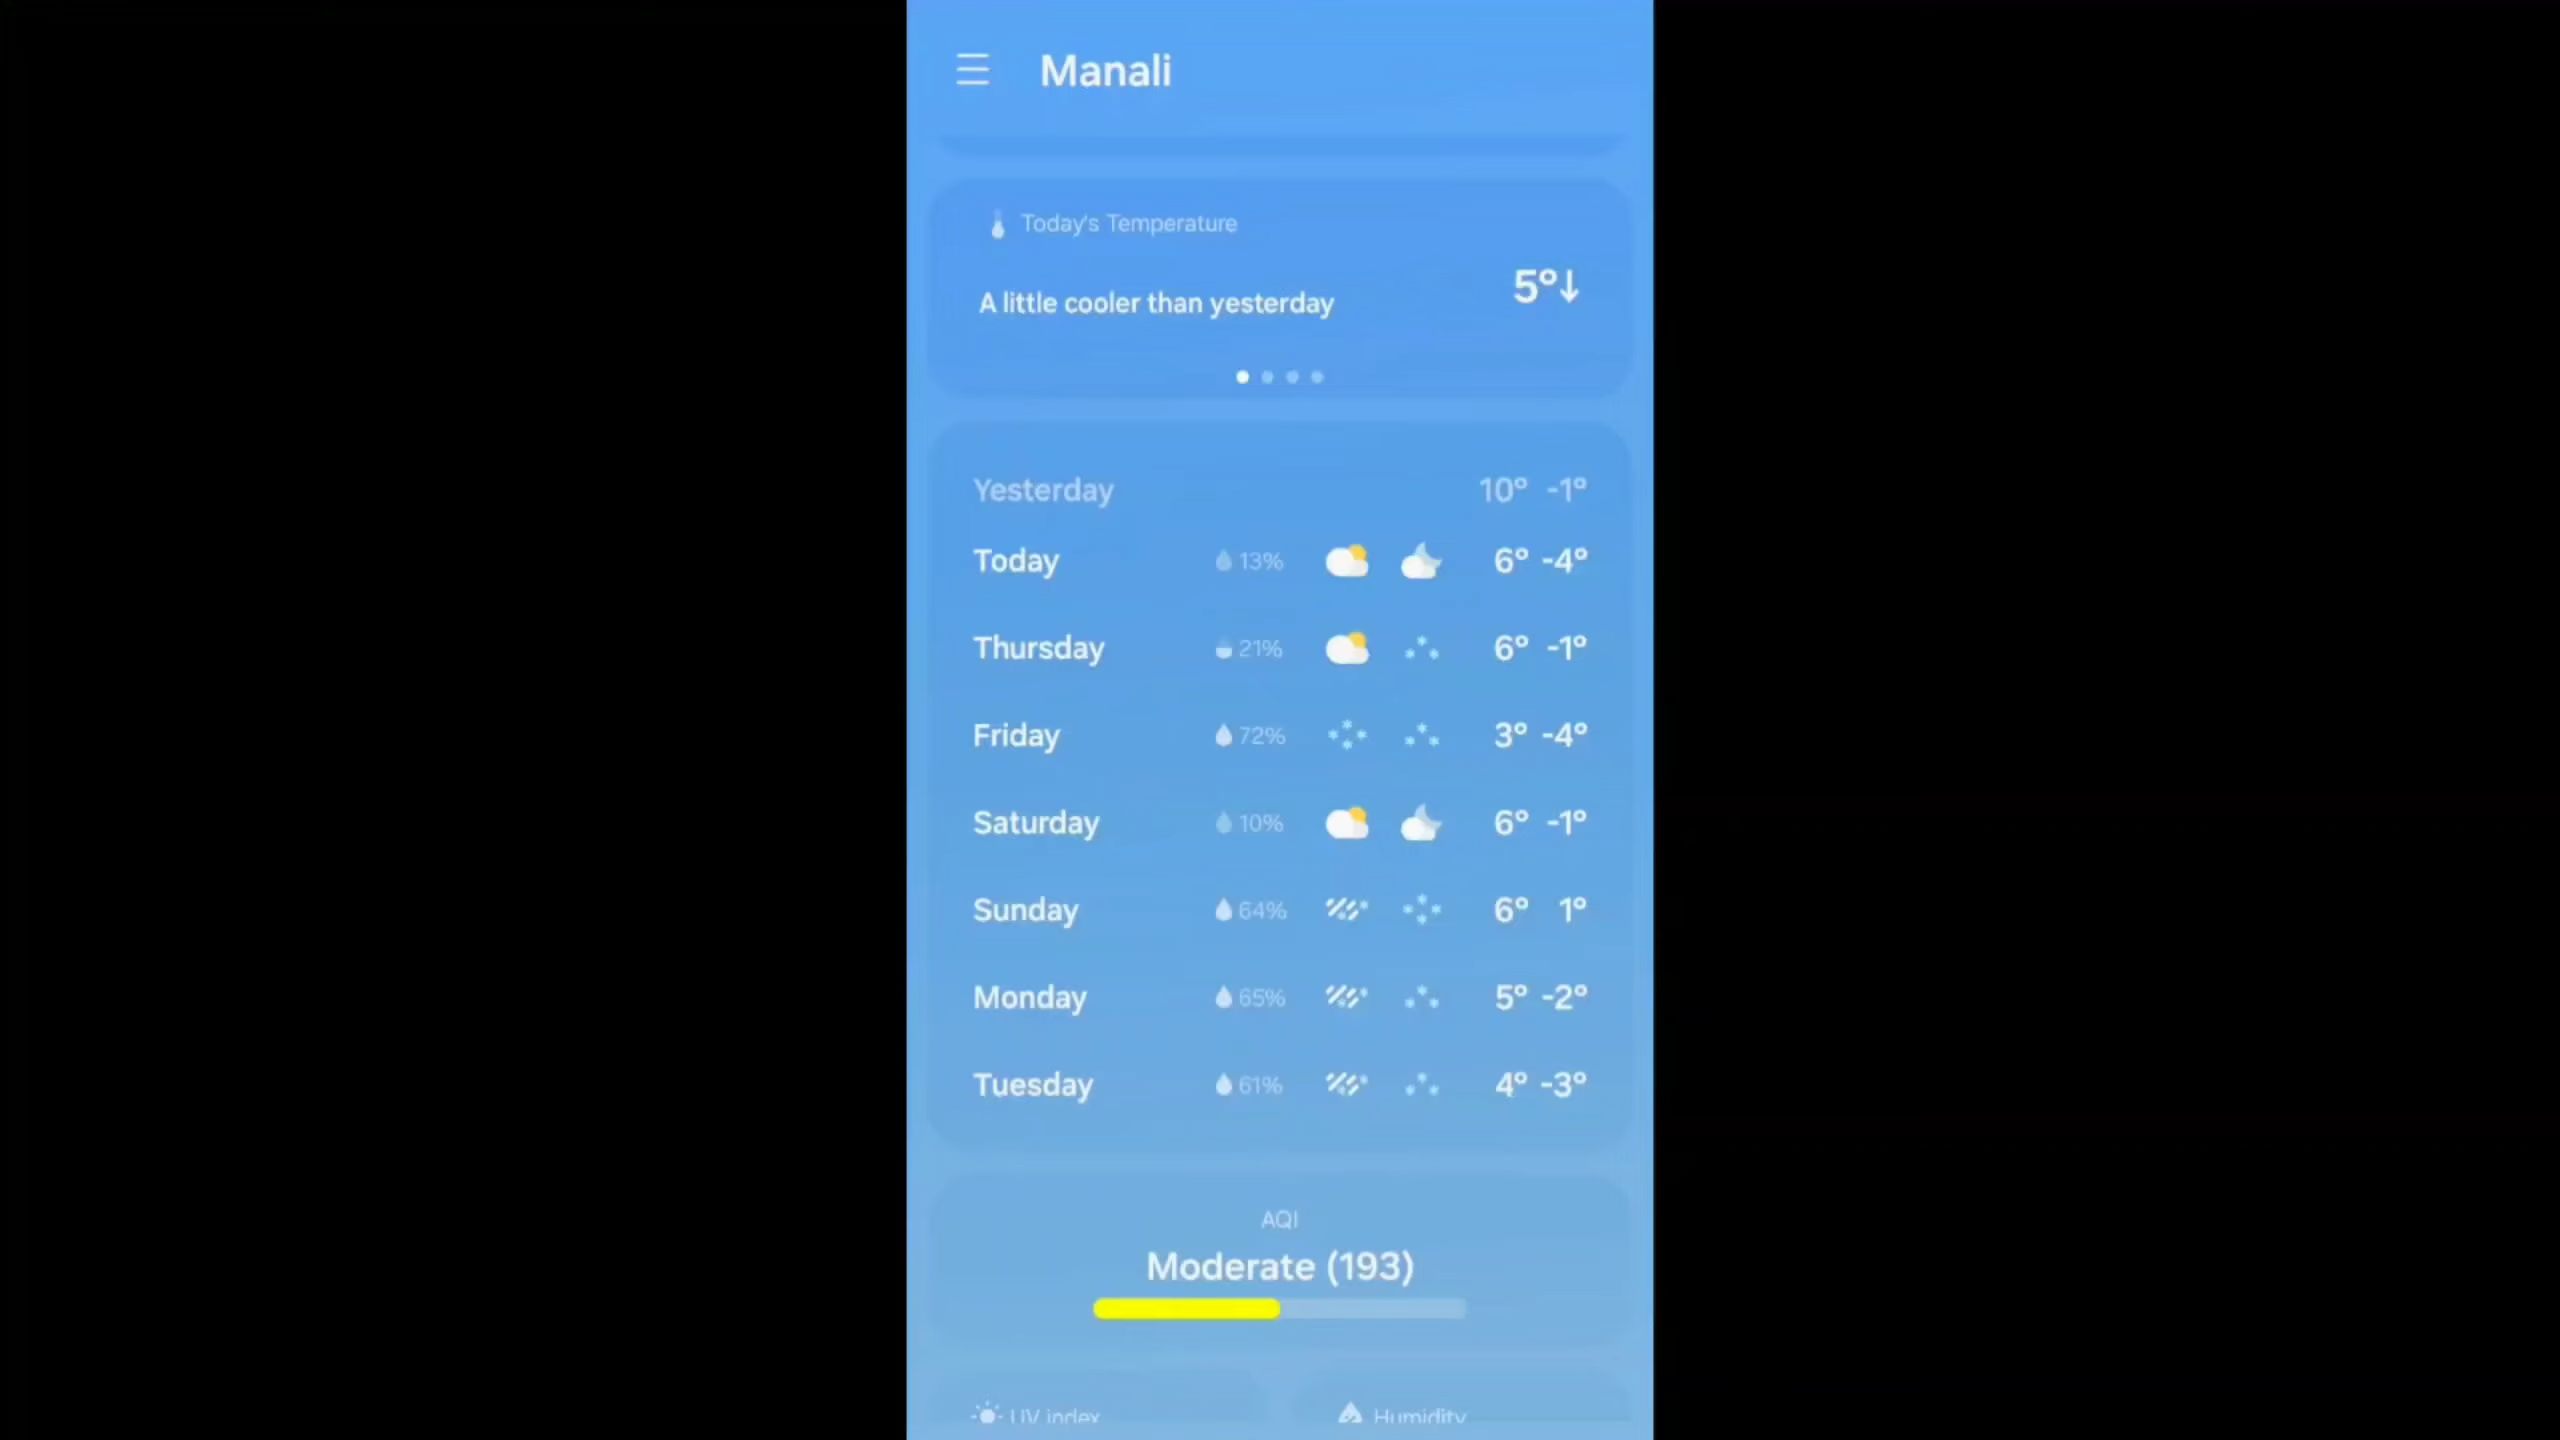 Manali
Today's Temperature
A little cooler than yesterday
5°↓
Yesterday 10° -1°
Today 13% 6° -4°
Thursday 21% 6° -1°
Friday 72% 3° -4°
Saturday 10% 6° -1°
Sunday 64% 6° 1°
Monday 65% 5° -2°
Tuesday 61% 4° -3°
AQI
Moderate (193)
UV index Humidity